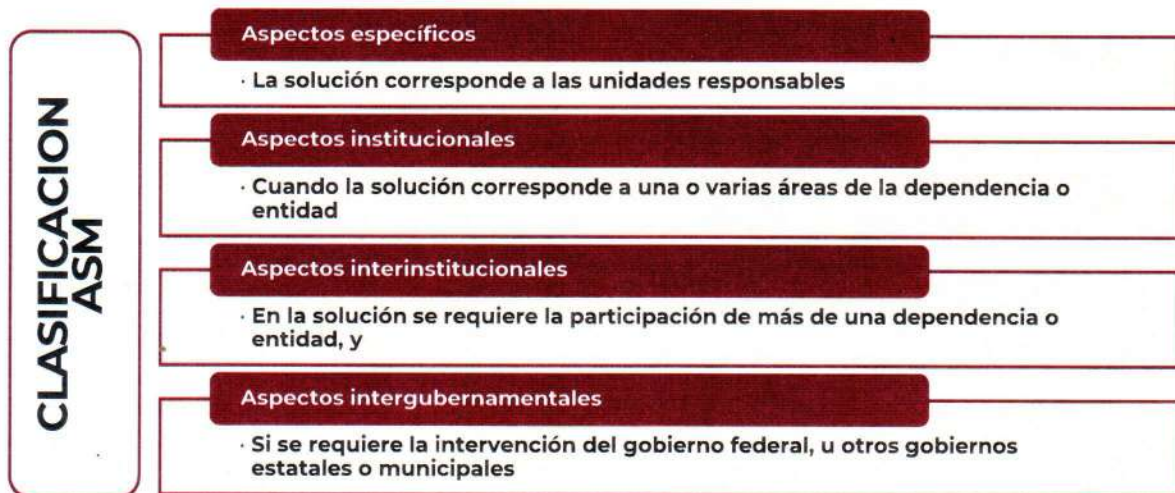 CLASIFICACION
ASM
Aspectos específicos
· La solución corresponde a las unidades responsables
Aspectos institucionales
· Cuando la solución corresponde a una o varias áreas de la dependencia o
entidad
Aspectos interinstitucionales
· En la solución se requiere la participación de más de una dependencia o
entidad, y
Aspectos intergubernamentales
· Si se requiere la intervención del gobierno federal, u otros gobiernos
estatales o municipales